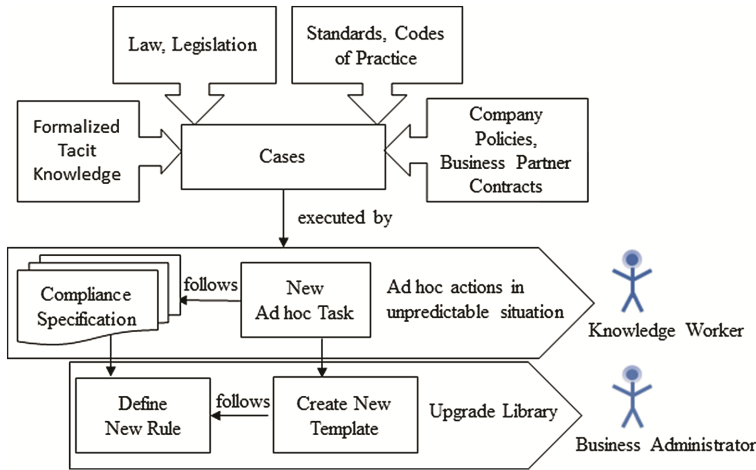 Law, Legislation
Standards, Codes
of Practice
Formalized
Tacit
Knowledge
Cases
Company
Policies,
Business Partner
Contracts
executed by
Compliance
Specification
follows
New
Ad hoc Task
Ad hoc actions in
unpredictable situation
Knowledge Worker
Define
New Rule
follows
Create New
Template
Upgrade Library
Business Administrator